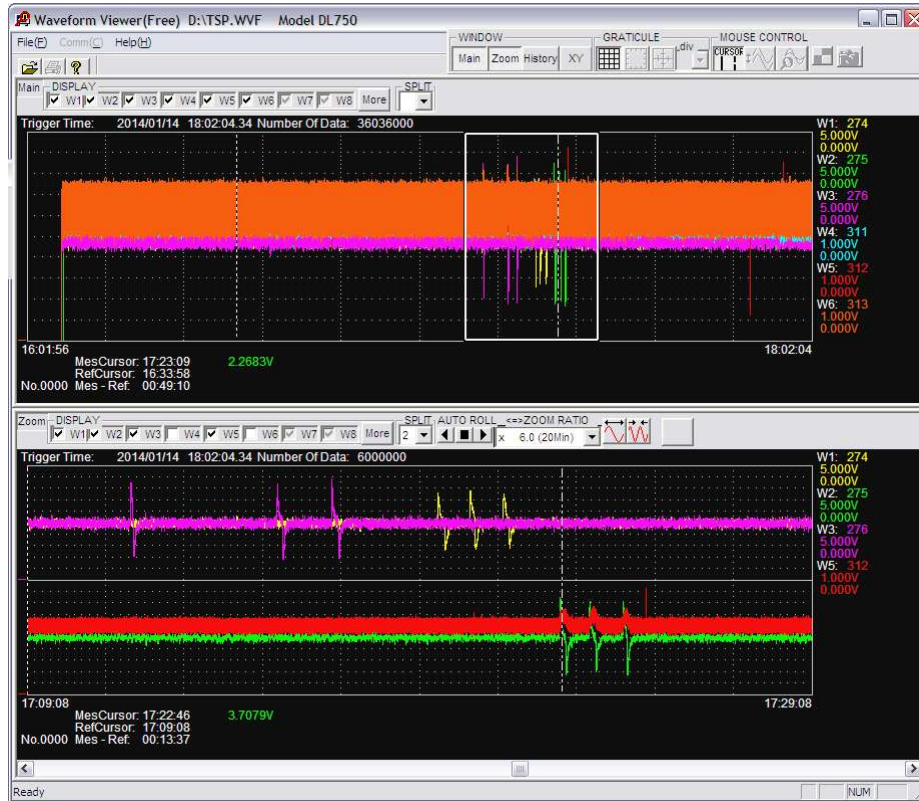 Waveform Viewer(Free) D:\TSP.WVF Model DL750
File(F) Comm(C) Help(H)
WINDOW
Main Zoom History XY
GRATICULE
/div
MOUSE CONTROL
CURSOR
Main
DISPLAY
W1 W2 W3 W4 W5 W6 W7 W8 More
SPLIT
Trigger Time: 2014/01/14 18:02:04.34 Number Of Data: 36036000
W1: 274
5.000V
0.000V
W2: 275
5.000V
0.000V
W3: 276
5.000V
0.000V
W4: 311
1.000V
0.000V
W5: 312
1.000V
0.000V
W6: 313
1.000V
0.000V
16:01:56 18:02:04
MesCursor: 17:23:09 2.2683V
RefCursor: 16:33:58
No.0000 Mes - Ref: 00:49:10
Zoom
DISPLAY
W1 W2 W3 W4 W5 W6 W7 W8 More
SPLIT
2
AUTO ROLL
<=>ZOOM RATIO
x 6.0 (20Min)
Trigger Time: 2014/01/14 18:02:04.34 Number Of Data: 6000000
W1: 274
5.000V
0.000V
W2: 275
5.000V
0.000V
W3: 276
5.000V
0.000V
W5: 312
1.000V
0.000V
17:09:08 17:29:08
MesCursor: 17:22:46 3.7079V
RefCursor: 17:09:08
No.0000 Mes - Ref: 00:13:37
Ready NUM